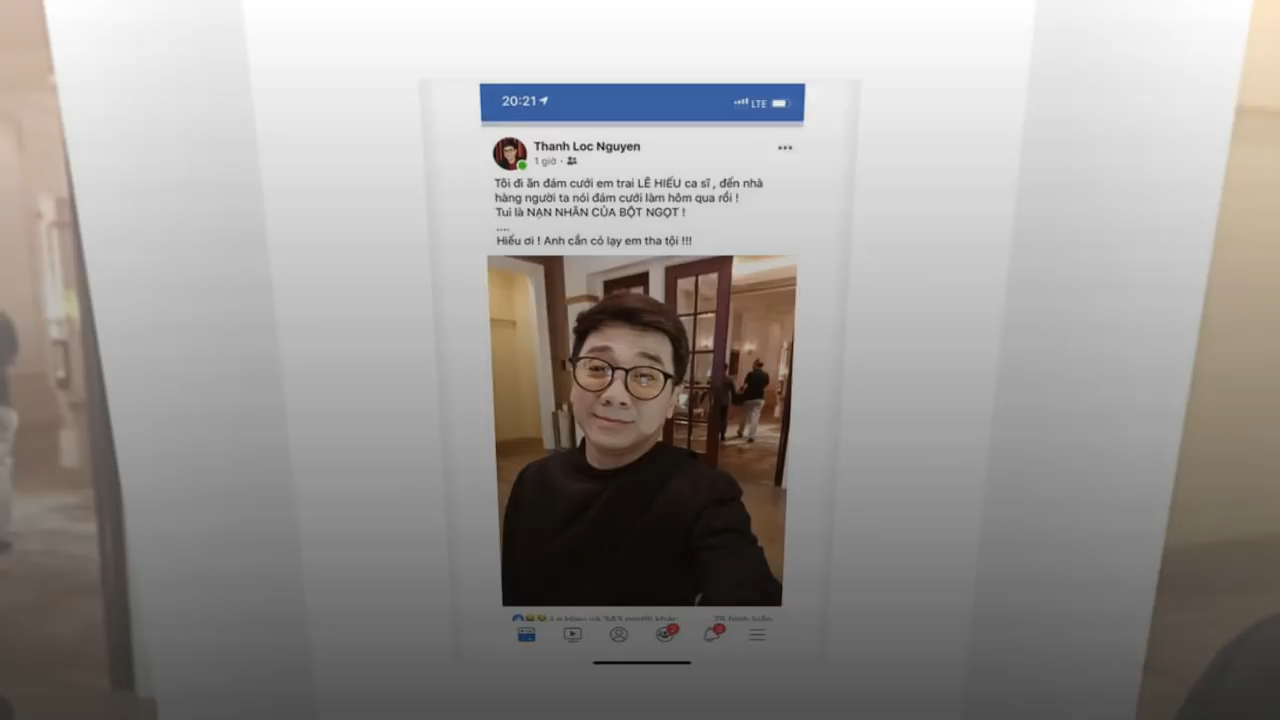 20:21
LTE
Thanh Loc Nguyen
1 giờ
Tôi đi ăn đám cưới em trai LÊ HIẾU ca sĩ , đến nhà
hàng người ta nói đám cưới làm hôm qua rồi !
Tui là NẠN NHÂN CỦA BỘT NGỌT !
....
Hiếu ơi ! Anh cắn cỏ lạy em tha tội !!!